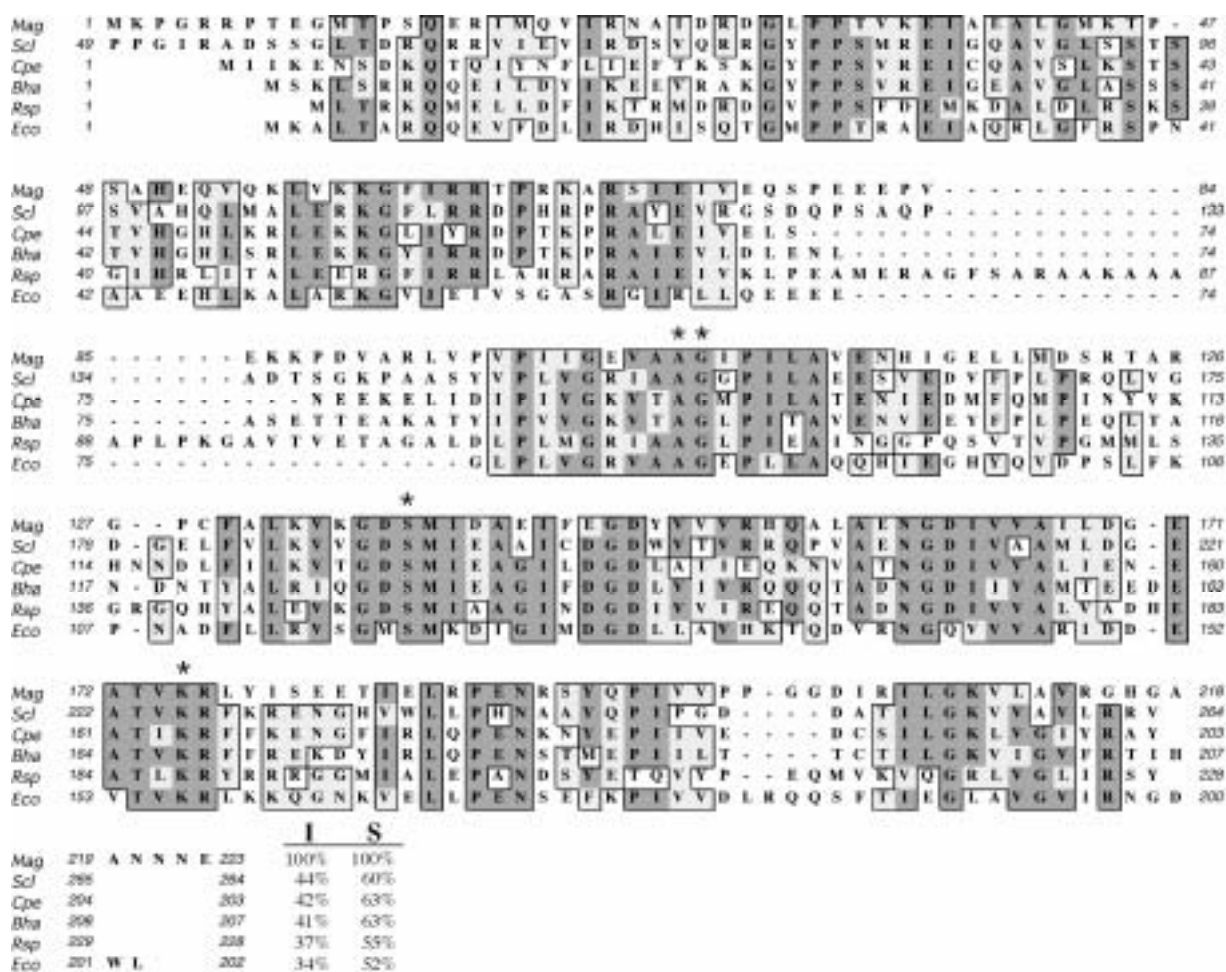 Mag 1 M K P G R R P T E G M T P S Q E R T M Q V I R N A I D R D G L P P T V K E I A E A L G M K T P - 47
Scl 49 P P G I R A D S S G L T D R Q R R V I E V I R D S V Q R R G Y P P S M R E I G Q A V G L S S T S 96
Cpe 1 M I I K E N S D K Q T Q I Y N F L I E F T K S K G Y P P S V R E I C Q A V S L K S T S 43
Bha 1 M S K L S R R Q Q E I L D Y I K E E V R A K G Y P P S V R E I G E A V G L A S S S 41
Rsp 1 M L T R K Q M E L L D F I K T R M D R D G V P P S F D E M K D A L D L R S K S 39
Eco 1 M K A L T A R Q Q E V F D L I R D H I S Q T G M P P T R A E I A Q R L G F R S P N 41
Mag 48 S A H E Q V Q K L V K K G F I R R T P R K A R S I E I V E Q S P E E E P V - - - - - - - - - - - 84
Scl 97 S V A H Q L M A L E R K G F L R R D P H R P R A Y E V R G S D Q P S A Q P - - - - - - - - - - - 133
Cpe 44 T V H G H L K R L E K K G L I Y R D P T K P R A L E I V E L S - - - - - - - - - - - - - - - - - 74
Bha 42 T V H G H L S R L E K K G Y I R R D P T K P R A I E V L D L E N L - - - - - - - - - - - - - - - 74
Rsp 40 G I H R L I T A L E E R G F I R R L A H R A R A I E I V K L P E A M E R A G F S A R A A K A A A 87
Eco 42 A A E E H L K A L A R K G V I E I V S G A S R G I R L L Q E E E E - - - - - - - - - - - - - - - 74
* *
Mag 85 - - - - - - E K K P D V A R L V P V P I I G E V A A G I P I L A V E N H I G E L L M D S R T A R 126
Scl 134 - - - - - - A D T S G K P A A S Y V P L V G R I A A G G P I L A E E S V E D V F P L P R Q L V G 175
Cpe 75 - - - - - - - - - N E E K E L I D I P I V G K V T A G M P I L A T E N I E D M F Q M P I N Y V K 113
Bha 75 - - - - - - A S E T T E A K A T Y I P V V G K V T A G L P I T A V E N V E E Y F P L P E Q L T A 116
Rsp 88 A P L P K G A V T V E T A G A L D L P L M G R I A A G L P I E A I N G G P Q S V T V P G M M L S 135
Eco 75 - - - - - - - - - - - - - - - - G L P L V G R V A A G E P L L A Q Q H I E G H Y Q V D P S L F K 106
*
Mag 127 G - - P C F A L K V K G D S M I D A E I F E G D Y V V V R H Q A L A E N G D I V V A I L D G - E 171
Scl 176 D - G E L F V L K V V G D S M I E A A I C D G D W V T V R R Q P V A E N G D I V A A M L D G - E 221
Cpe 114 H N N D L F I L K V T G D S M I E A G I L D G D L A I I E Q K N V A T N G D I V V A L I E N - E 160
Bha 117 N - D N T Y A L R I Q G D S M I E A G I F D G D L V I V R Q Q Q T A D N G D I I V A M T E E D E 163
Rsp 136 G R G Q H Y A L E V K G D S M I A A G I N D G D I V V I R E Q Q T A D N G D I V V A L V A D H E 183
Eco 107 P - N A D F L L R V S G M S M K D I G I M D G D L L A V H K T Q D V R N G Q V V V A R I D D - E 152
*
Mag 172 A T V K R L Y I S E E T I E L R P E N R S Y Q P I V V P P - G G D I R I L G K V L A V R G H G A 218
Scl 222 A T V K R F K R E N G H V W L L P H N A A Y Q P I P G D - - - - D A T I L G K V V A V L R R V 264
Cpe 161 A T I K R F F K E N G F I R L Q P E N K N Y E P I I V E - - - - D C S I L G K L V G I V R A Y 203
Bha 164 A T V K R F F R E K D Y I R L Q P E N S T M E P I I L T - - - - T C T I L G K V I G V F R T I H 207
Rsp 184 A T L K R Y R R R G G M I A L E P A N D S Y E T Q V V P - - E Q M V K V Q G R L V G L I R S Y 228
Eco 153 V T V K R L K K Q G N K V E L L P E N S E F K P I V V D L R Q Q S F T I E G L A V G V I R N G D 200
I S
Mag 219 A N N N E 223 100% 100%
Scl 265 264 44% 60%
Cpe 204 203 42% 63%
Bha 208 207 41% 63%
Rsp 229 228 37% 55%
Eco 201 W L 202 34% 52%